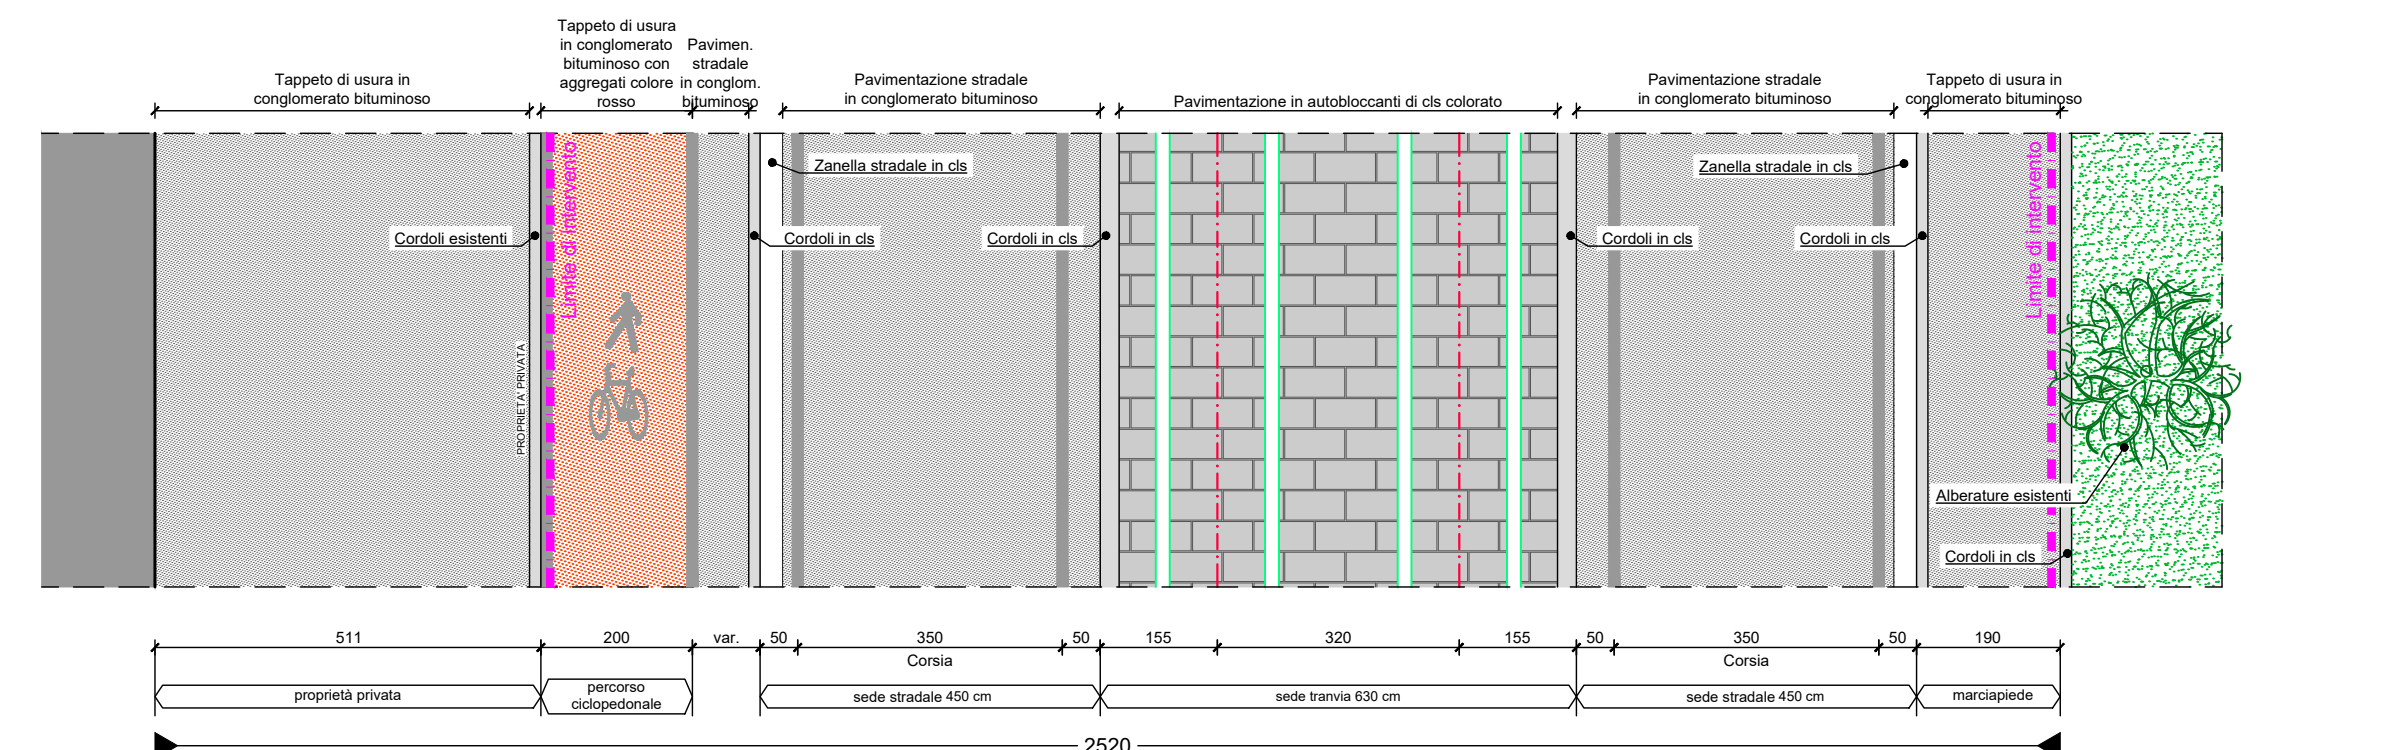 Tappeto di usura in
conglomerato bituminoso
Tappeto di usura
in conglomerato
bituminoso con
aggregati colore
rosso
Pavimen.
stradale
in conglom.
bituminoso
Pavimentazione stradale
in conglomerato bituminoso
Pavimentazione in autobloccanti di cls colorato
Pavimentazione stradale
in conglomerato bituminoso
Tappeto di usura in
conglomerato bituminoso
Limite di intervento
Zanella stradale in cls
Zanella stradale in cls
Limite di intervento
Cordoli esistenti
Cordoli in cls
Cordoli in cls
Cordoli in cls
Cordoli in cls
PROPRIETA' PRIVATA
Alberature esistenti
Cordoli in cls
511
200
var.
50
350
50
155
320
155
50
350
50
190
Corsia
Corsia
proprietà privata
percorso
ciclopedonale
sede stradale 450 cm
sede tranvia 630 cm
sede stradale 450 cm
marciapiede
2520